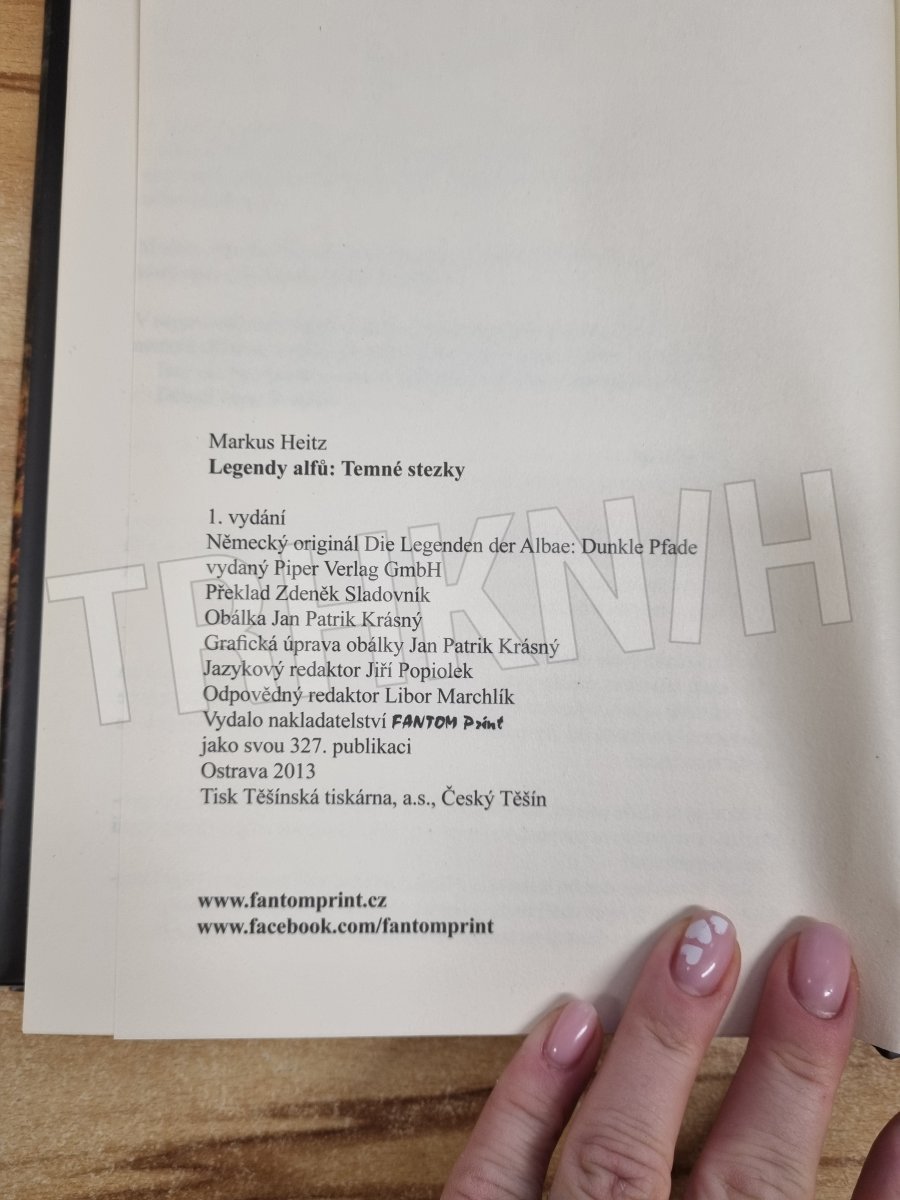 Markus Heitz
Legendy alfů: Temné stezky
1. vydání
Německý originál Die Legenden der Albae: Dunkle Pfade
vydaný Piper Verlag GmbH
Překlad Zdeněk Sladovník
Obálka Jan Patrik Krásný
Grafická úprava obálky Jan Patrik Krásný
Jazykový redaktor Jiří Popiolek
Odpovědný redaktor Libor Marchlík
Vydalo nakladatelství FANTOM Print
jako svou 327. publikaci
Ostrava 2013
Tisk Těšínská tiskárna, a.s., Český Těšín
www.fantomprint.cz
www.facebook.com/fantomprint
TRHKNIH